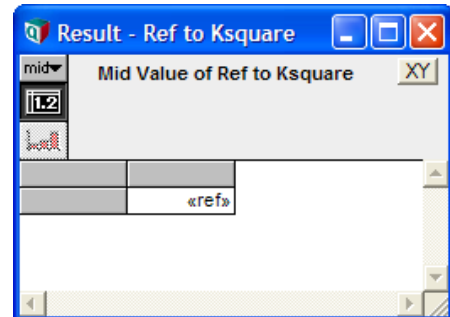 Result - Ref to Ksquare
mid
Mid Value of Ref to Ksquare
XY
1.2
«ref»